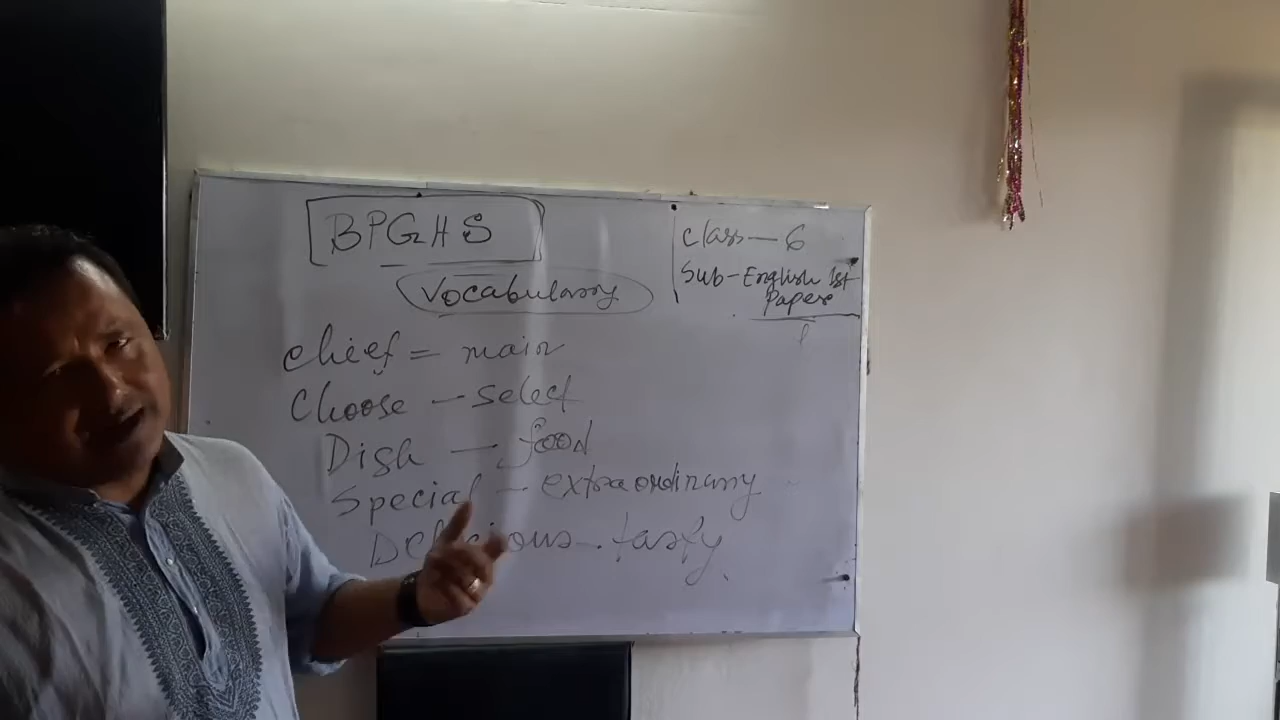 BPGHS
Vocabulary
Class - 6
Sub - English 1st
Paper
Chief = main
Choose - select
Dish - food
Special - extraordinary
Delicious - tasty